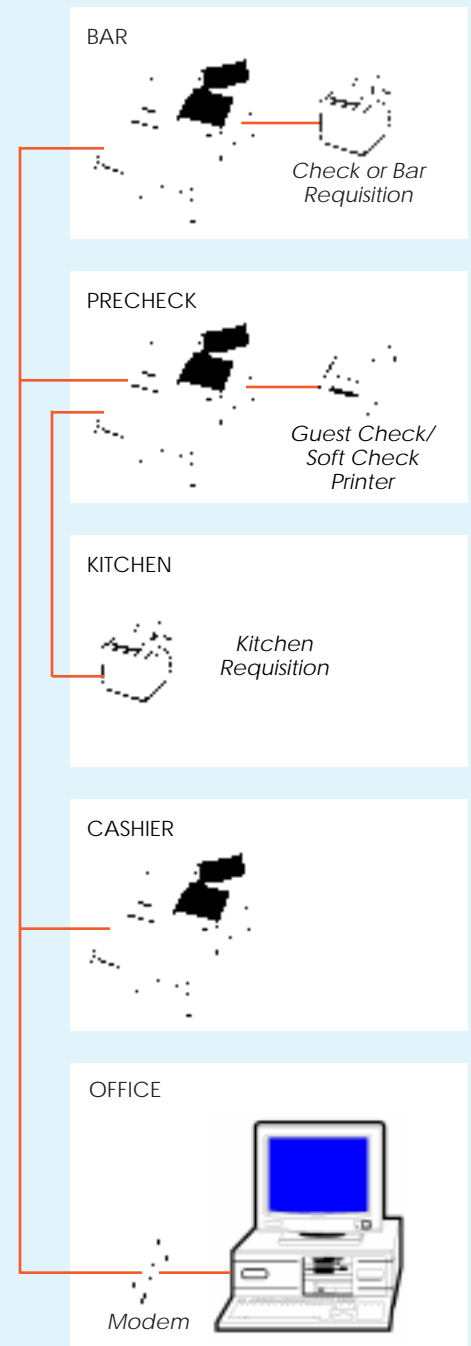 BAR
Check or Bar
Requisition
PRECHECK
Guest Check/
Soft Check
Printer
KITCHEN
Kitchen
Requisition
CASHIER
OFFICE
Modem